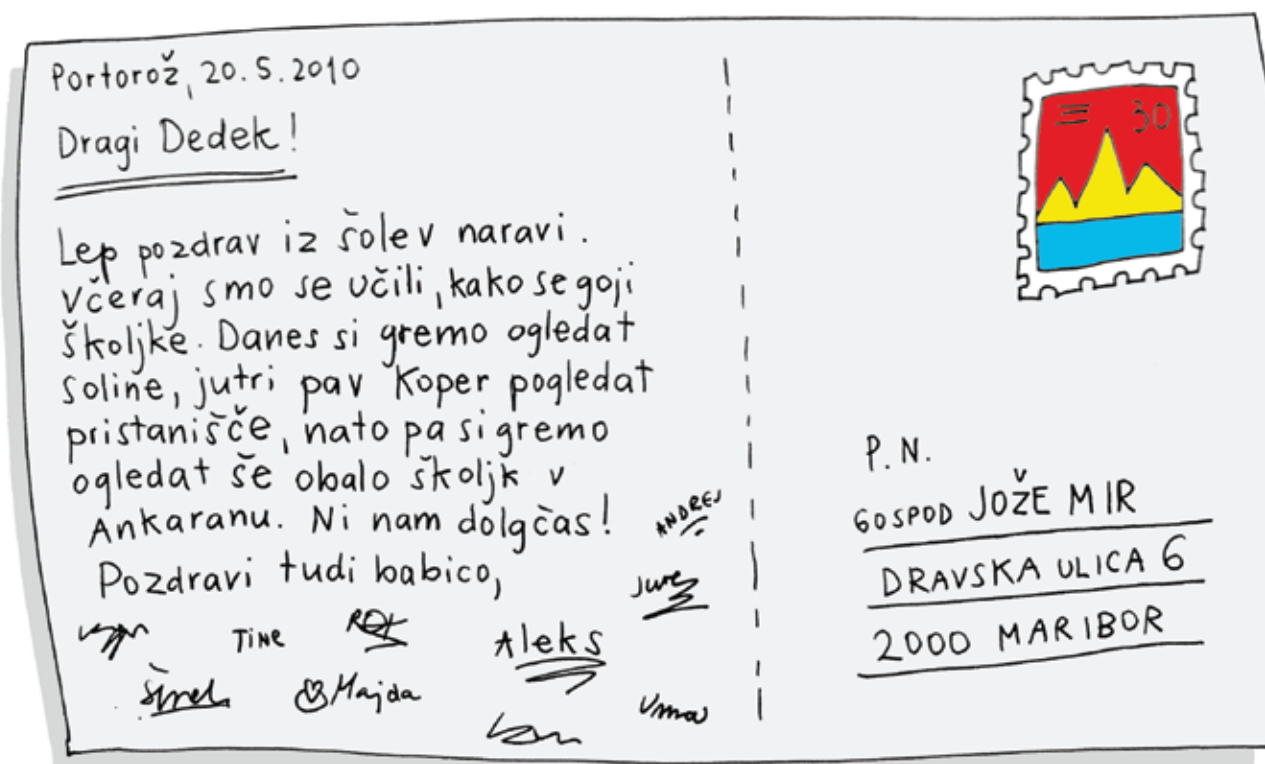 Portorož, 20.5.2010
Dragi Dedek!
Lep pozdrav iz šole v naravi.
Včeraj smo se učili, kako se goji
školjke. Danes si gremo ogledat
soline, jutri pa v Koper pogledat
pristanišče, nato pa si gremo
ogledat še obalo školjk v
Ankaranu. Ni nam dolgčas!
Pozdravi tudi babico,
ANDREJ
Jure
TINE
ROK
Aleks
Majda
30
P.N.
GOSPOD JOŽE MIR
DRAVSKA ULICA 6
2000 MARIBOR